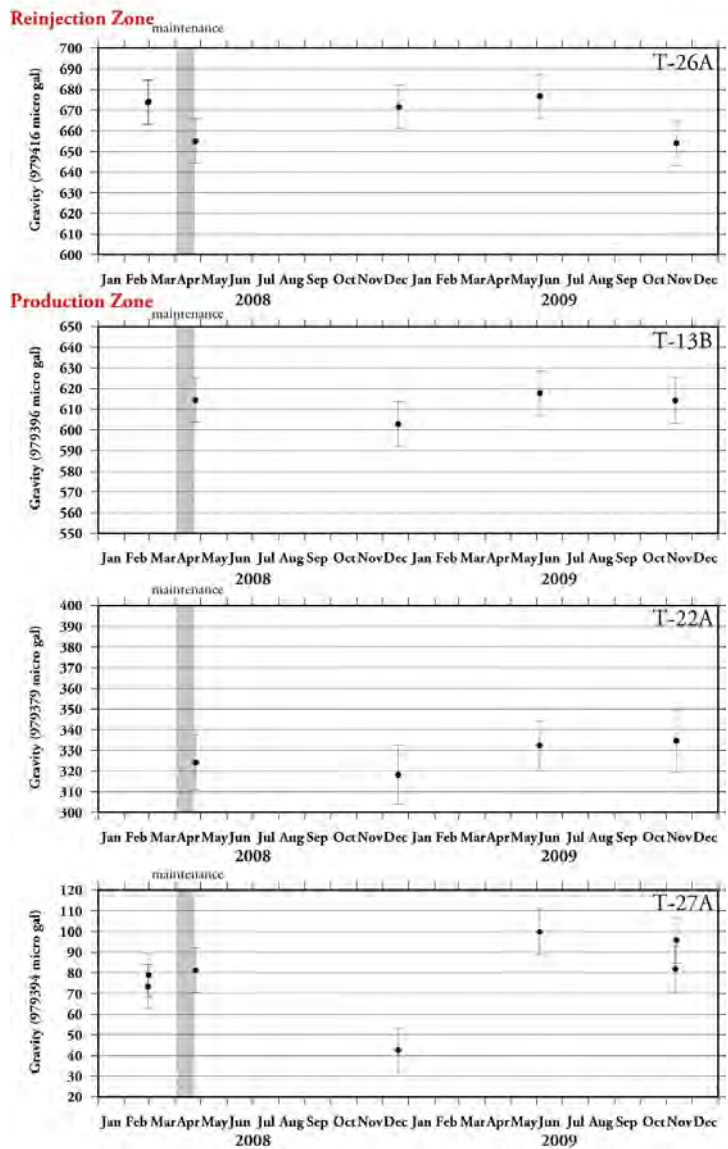 Reinjection Zone
maintenance
T-26A
Gravity (979416 micro gal)
700
690
680
670
660
650
640
630
620
610
600
Jan Feb Mar Apr May Jun Jul Aug Sep Oct Nov Dec Jan Feb Mar Apr May Jun Jul Aug Sep Oct Nov Dec
2008 2009
Production Zone
maintenance
T-13B
Gravity (979396 micro gal)
650
640
630
620
610
600
590
580
570
560
550
Jan Feb Mar Apr May Jun Jul Aug Sep Oct Nov Dec Jan Feb Mar Apr May Jun Jul Aug Sep Oct Nov Dec
2008 2009
maintenance
T-22A
Gravity (979379 micro gal)
400
390
380
370
360
350
340
330
320
310
300
Jan Feb Mar Apr May Jun Jul Aug Sep Oct Nov Dec Jan Feb Mar Apr May Jun Jul Aug Sep Oct Nov Dec
2008 2009
maintenance
T-27A
Gravity (979394 micro gal)
120
110
100
90
80
70
60
50
40
30
20
Jan Feb Mar Apr May Jun Jul Aug Sep Oct Nov Dec Jan Feb Mar Apr May Jun Jul Aug Sep Oct Nov Dec
2008 2009